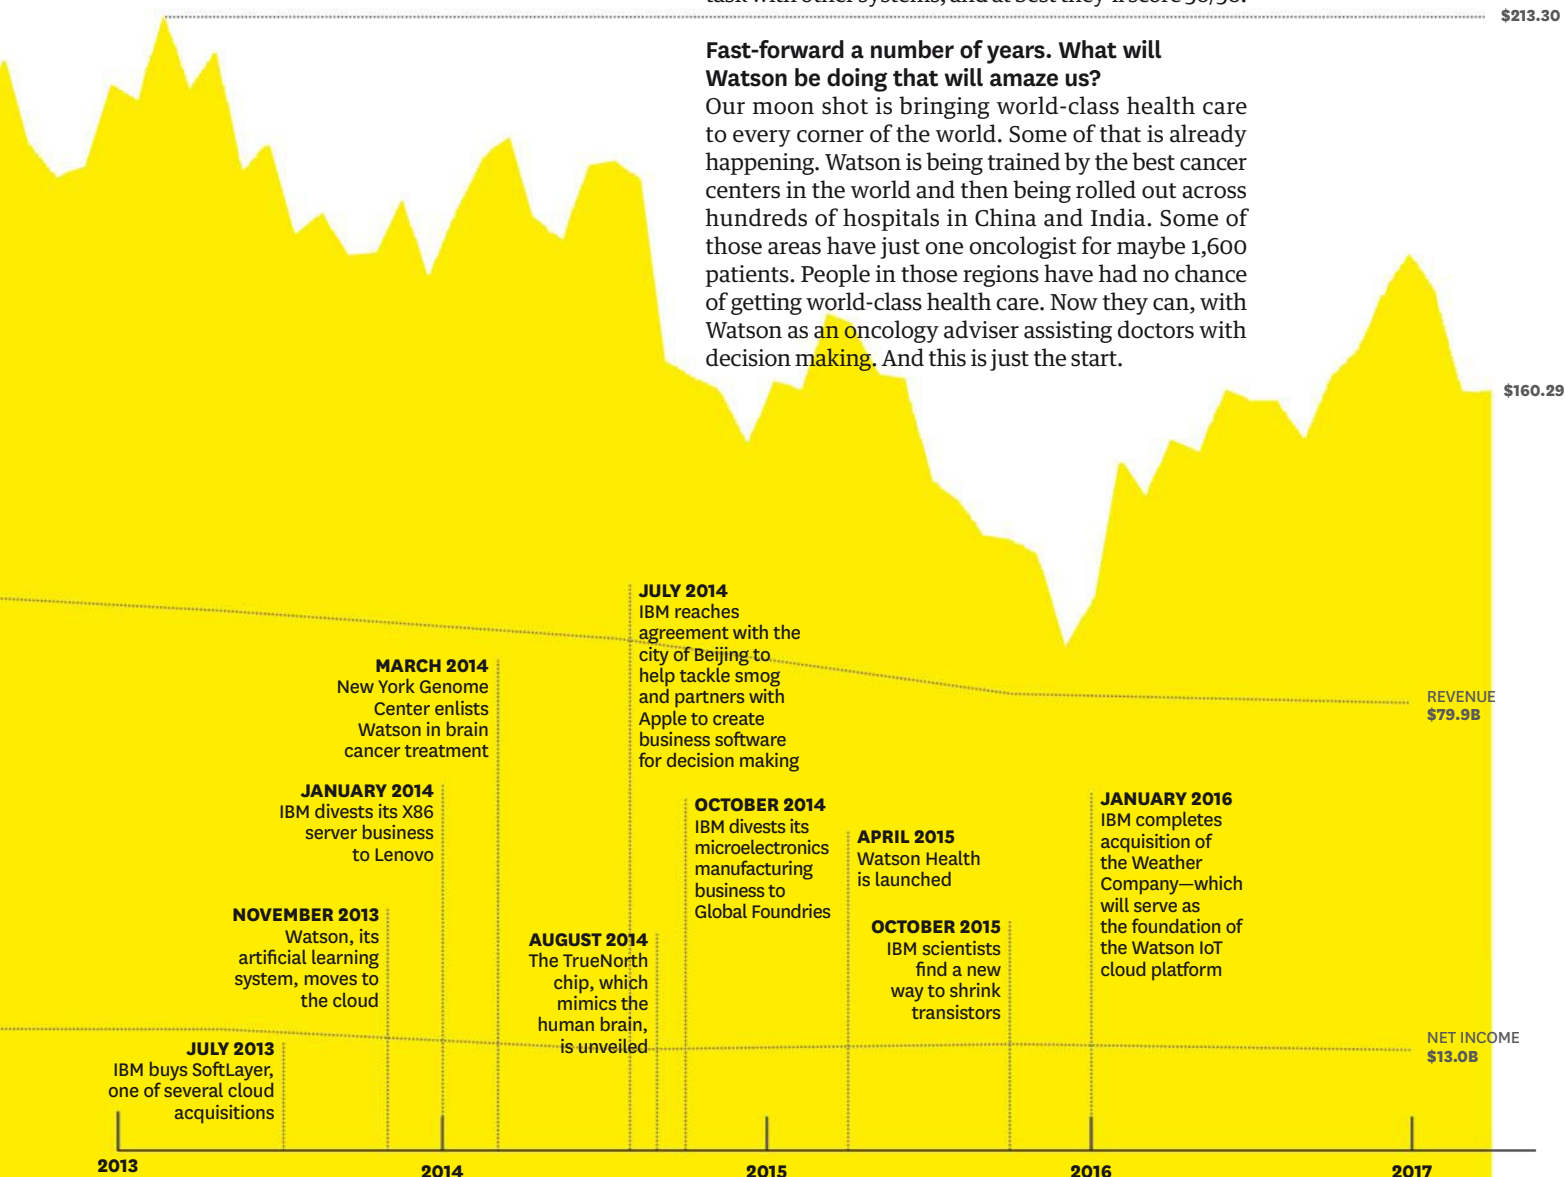 $213.30
Fast-forward a number of years. What will
Watson be doing that will amaze us?
Our moon shot is bringing world-class health care
to every corner of the world. Some of that is already
happening. Watson is being trained by the best cancer
centers in the world and then being rolled out across
hundreds of hospitals in China and India. Some of
those areas have just one oncologist for maybe 1,600
patients. People in those regions have had no chance
of getting world-class health care. Now they can, with
Watson as an oncology adviser assisting doctors with
decision making. And this is just the start.
$160.29
JULY 2014
IBM reaches
agreement with the
city of Beijing to
help tackle smog
and partners with
Apple to create
business software
for decision making
MARCH 2014
New York Genome
Center enlists
Watson in brain
cancer treatment
REVENUE
$79.9B
JANUARY 2014
IBM divests its X86
server business
to Lenovo
OCTOBER 2014
IBM divests its
microelectronics
manufacturing
business to
Global Foundries
APRIL 2015
Watson Health
is launched
JANUARY 2016
IBM completes
acquisition of
the Weather
Company—which
will serve as
the foundation of
the Watson IoT
cloud platform
NOVEMBER 2013
Watson, its
artificial learning
system, moves to
the cloud
AUGUST 2014
The TrueNorth
chip, which
mimics the
human brain,
is unveiled
OCTOBER 2015
IBM scientists
find a new
way to shrink
transistors
NET INCOME
$13.0B
JULY 2013
IBM buys SoftLayer,
one of several cloud
acquisitions
2013
2014
2015
2016
2017